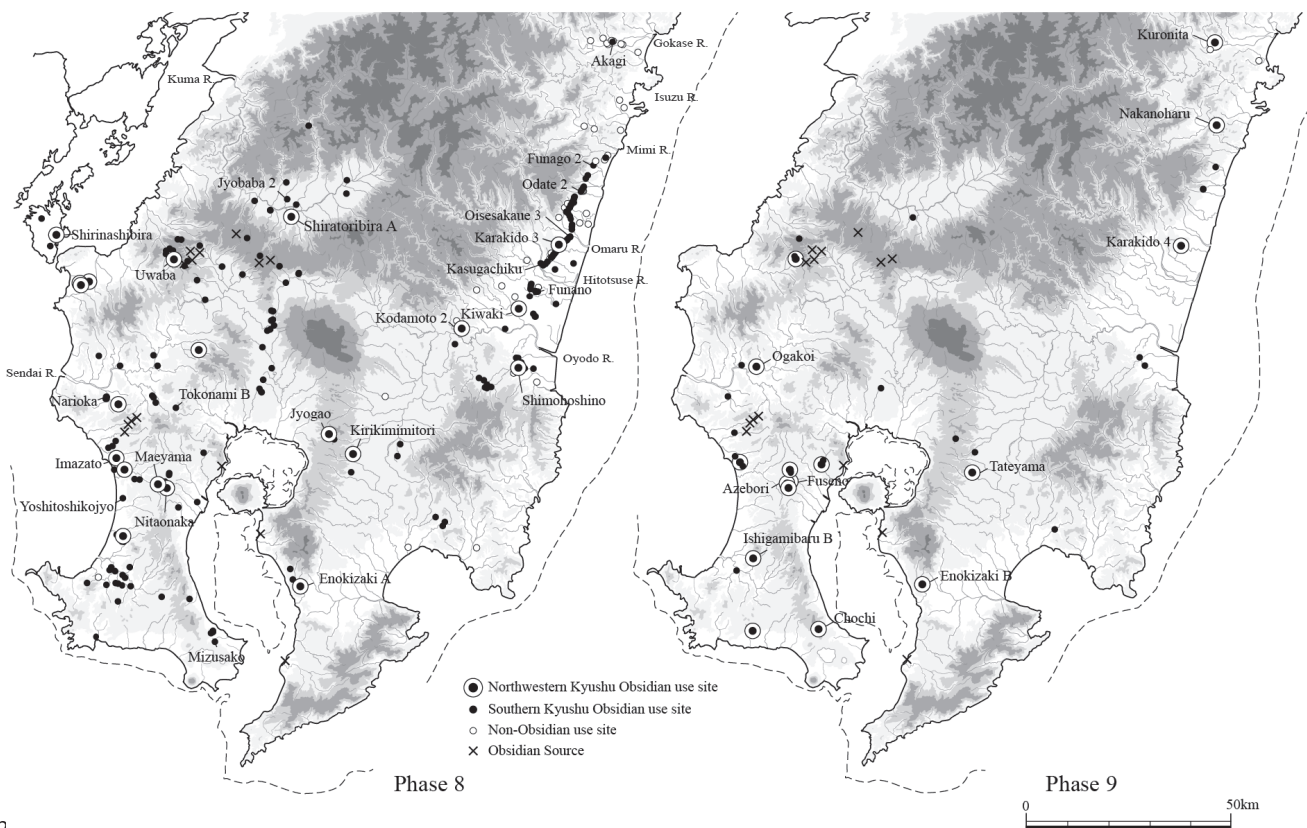 Kuma R.
Gokase R.
Akagi
Isuzu R.
Mimi R.
Funago 2
Odate 2
Jyobaba 2
Oisesakaue 3
Shiratoribira A
Shirinashibira
Karakido 3
Omaru R.
Uwaba
Kasugachiku
Hitotsuse R.
Funano
Kiwaki
Kodamoto 2
Oyodo R.
Sendai R.
Tokonami B
Shimohoshino
Narioka
Jyogao
Kirikimimitori
Imazato
Maeyama
Yoshitoshikojyo
Nitaonaka
Enokizaki A
Mizusako
Northwestern Kyushu Obsidian use site
Southern Kyushu Obsidian use site
Non-Obsidian use site
Obsidian Source
Phase 8
Kuronita
Nakanoharu
Karakido 4
Ogakoi
Tateyama
Azebori
Fuseno
Ishigamibaru B
Enokizaki B
Chochi
Phase 9
0
50km